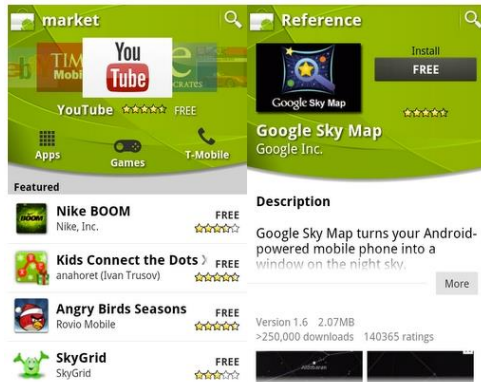 market
TIM
Mobi
You
Tube
YouTube FREE
Apps
Games
T-Mobile
Featured
Nike BOOM
FREE
Nike, Inc.
Kids Connect the Dots
FREE
anahoret (Ivan Trusov)
Angry Birds Seasons
FREE
Rovio Mobile
SkyGrid
FREE
SkyGrid
Reference
Install
FREE
Google Sky Map
Google Sky Map
Google Inc.
Description
Google Sky Map turns your Android-
powered mobile phone into a
window on the night sky.
More
Version 1.6 2.07MB
>250,000 downloads 140365 ratings